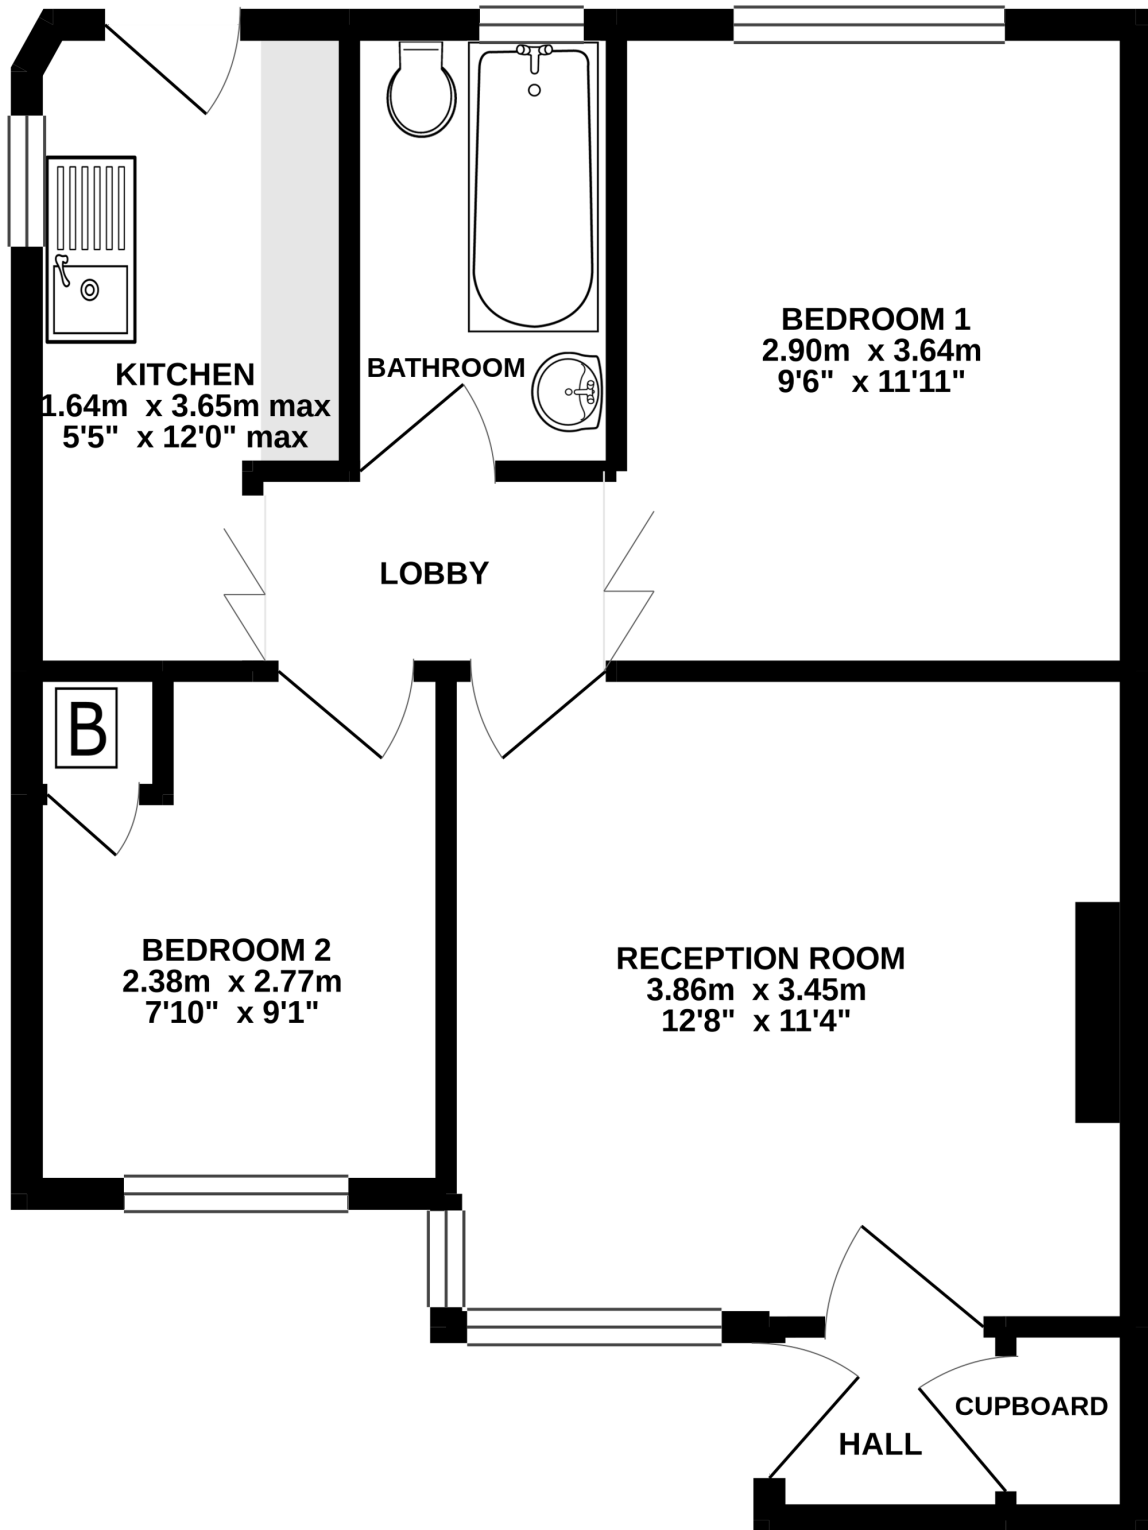 BEDROOM 1
2.90m x 3.64m
9'6" x 11'11"
BATHROOM
KITCHEN
1.64m x 3.65m max
5'5" x 12'0" max
LOBBY
B
BEDROOM 2
2.38m x 2.77m
7'10" x 9'1"
RECEPTION ROOM
3.86m x 3.45m
12'8" x 11'4"
CUPBOARD
HALL